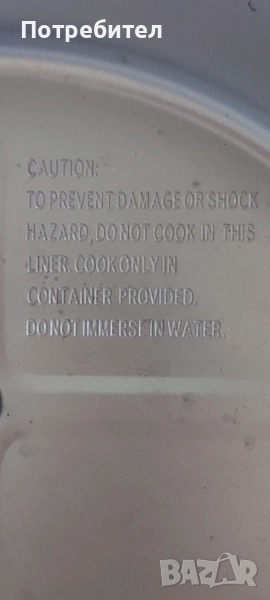 Потребител
CAUTION:
TO PREVENT DAMAGE OR SHOCK
HAZARD, DO NOT COOK IN THIS
LINER. COOK ONLY IN
CONTAINER PROVIDED.
DO NOT IMMERSE IN WATER.
BAZAR